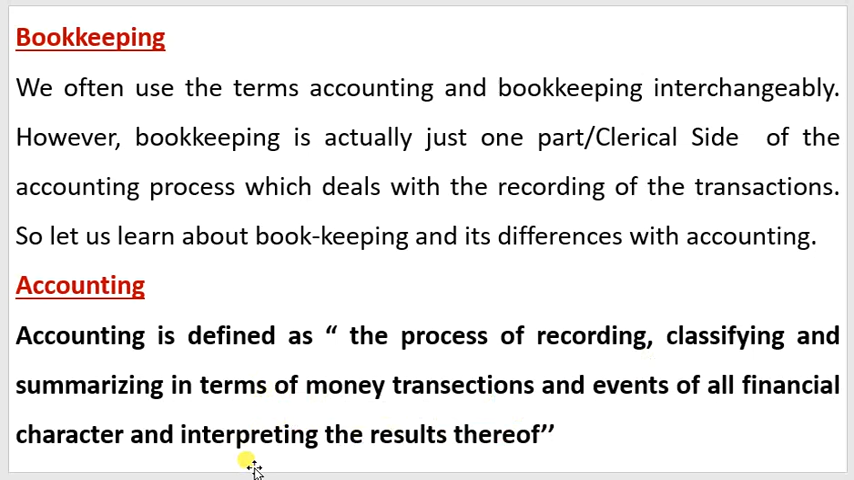 Bookkeeping
We often use the terms accounting and bookkeeping interchangeably.
However, bookkeeping is actually just one part/Clerical Side of the
accounting process which deals with the recording of the transactions.
So let us learn about book-keeping and its differences with accounting.
Accounting
Accounting is defined as “ the process of recording, classifying and
summarizing in terms of money transections and events of all financial
character and interpreting the results thereof’’